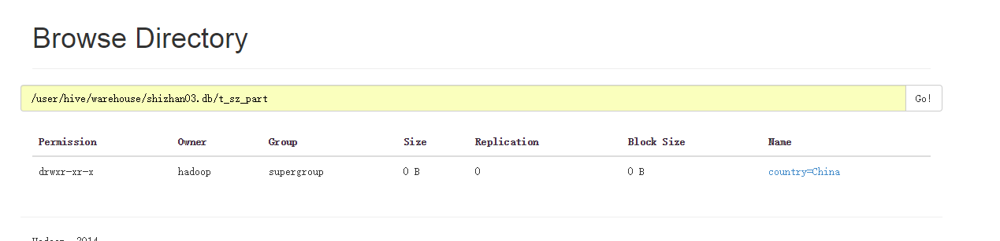 Browse Directory
/user/hive/warehouse/shizhan03.db/t_sz_part Go!
Permission Owner Group Size Replication Block Size Name
drwxr-xr-x hadoop supergroup 0 B 0 0 B country=China
Hadoop, 2014.